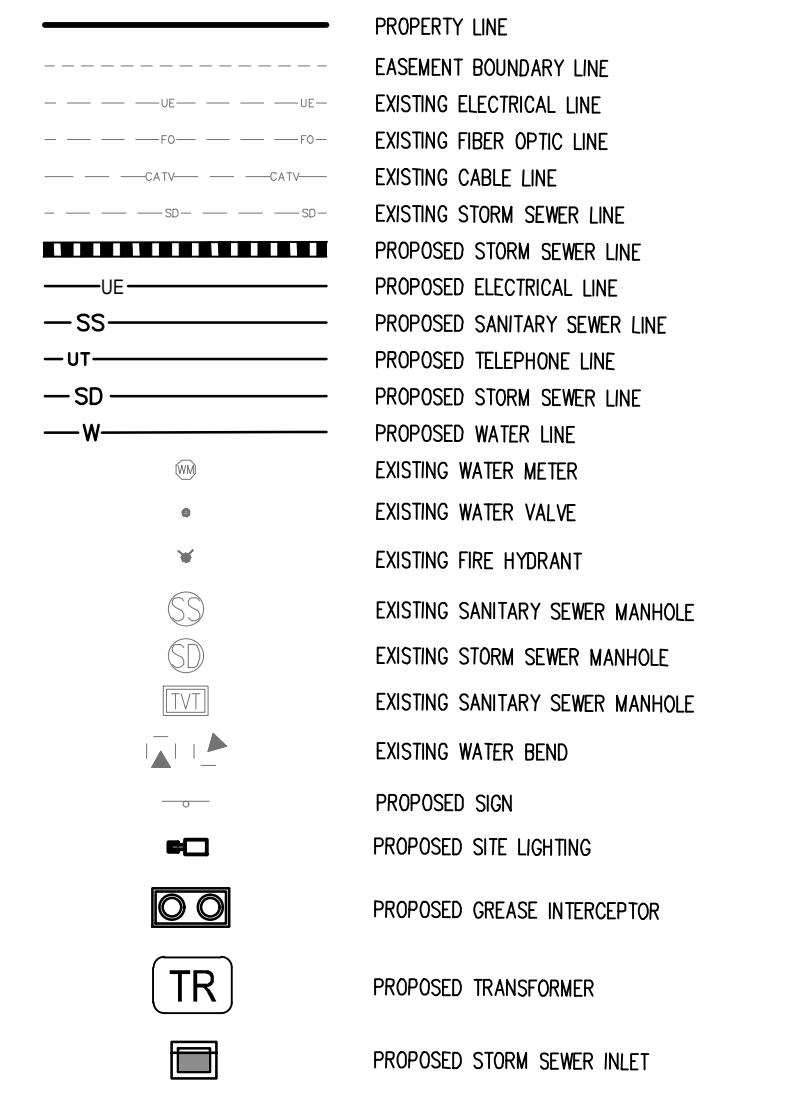 PROPERTY LINE
EASEMENT BOUNDARY LINE
UE UE EXISTING ELECTRICAL LINE
FO FO EXISTING FIBER OPTIC LINE
CATV CATV EXISTING CABLE LINE
SD SD EXISTING STORM SEWER LINE
PROPOSED STORM SEWER LINE
UE PROPOSED ELECTRICAL LINE
SS PROPOSED SANITARY SEWER LINE
UT PROPOSED TELEPHONE LINE
SD PROPOSED STORM SEWER LINE
W PROPOSED WATER LINE
WM EXISTING WATER METER
EXISTING WATER VALVE
EXISTING FIRE HYDRANT
SS EXISTING SANITARY SEWER MANHOLE
SD EXISTING STORM SEWER MANHOLE
TVT EXISTING SANITARY SEWER MANHOLE
EXISTING WATER BEND
PROPOSED SIGN
PROPOSED SITE LIGHTING
PROPOSED GREASE INTERCEPTOR
TR PROPOSED TRANSFORMER
PROPOSED STORM SEWER INLET